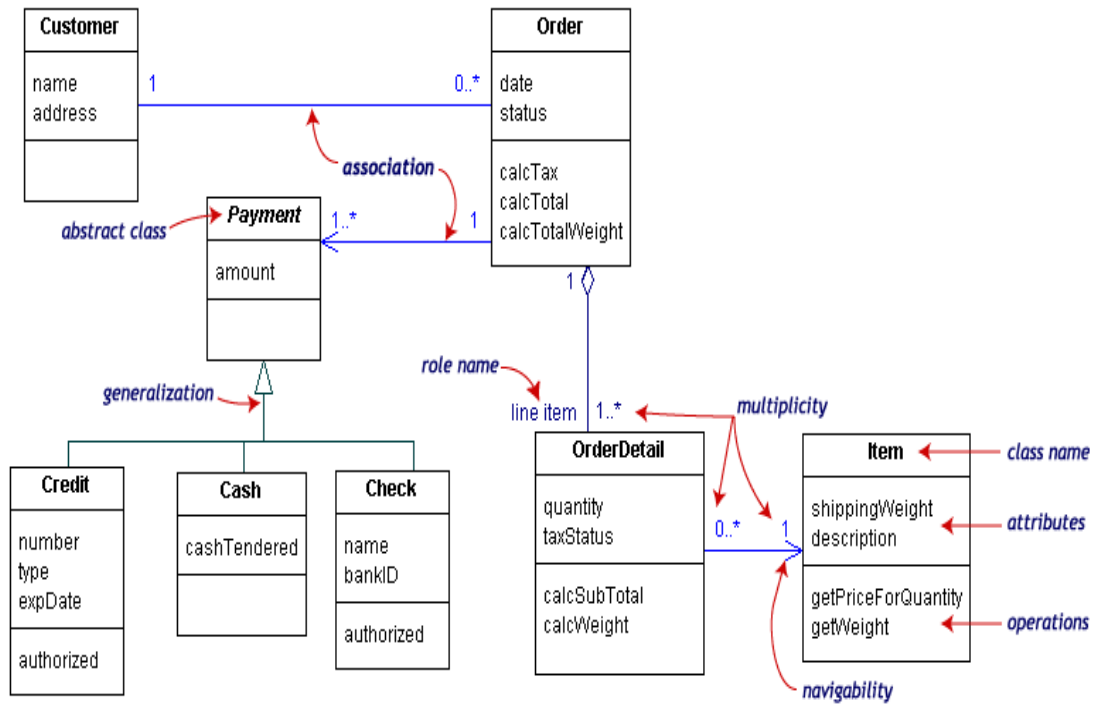 Customer
name
address
1
0..*
Order
date
status
calcTax
calcTotal
calcTotalWeight
association
abstract class
Payment
1..*
1
amount
1
generalization
role name
line item
1..*
multiplicity
Credit
number
type
expDate
authorized
Cash
cashTendered
Check
name
bankID
authorized
OrderDetail
quantity
taxStatus
calcSubTotal
calcWeight
0..*
1
Item
shippingWeight
description
getPriceForQuantity
getWeight
class name
attributes
operations
navigability